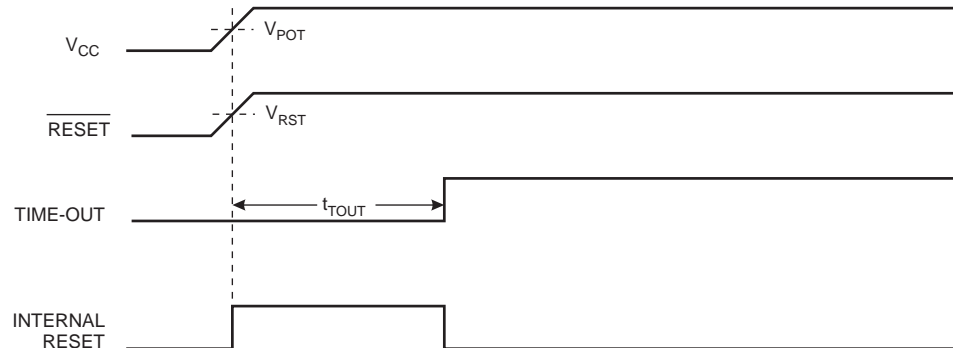 V_CC
V_POT
RESET
V_RST
TIME-OUT
t_TOUT
INTERNAL
RESET